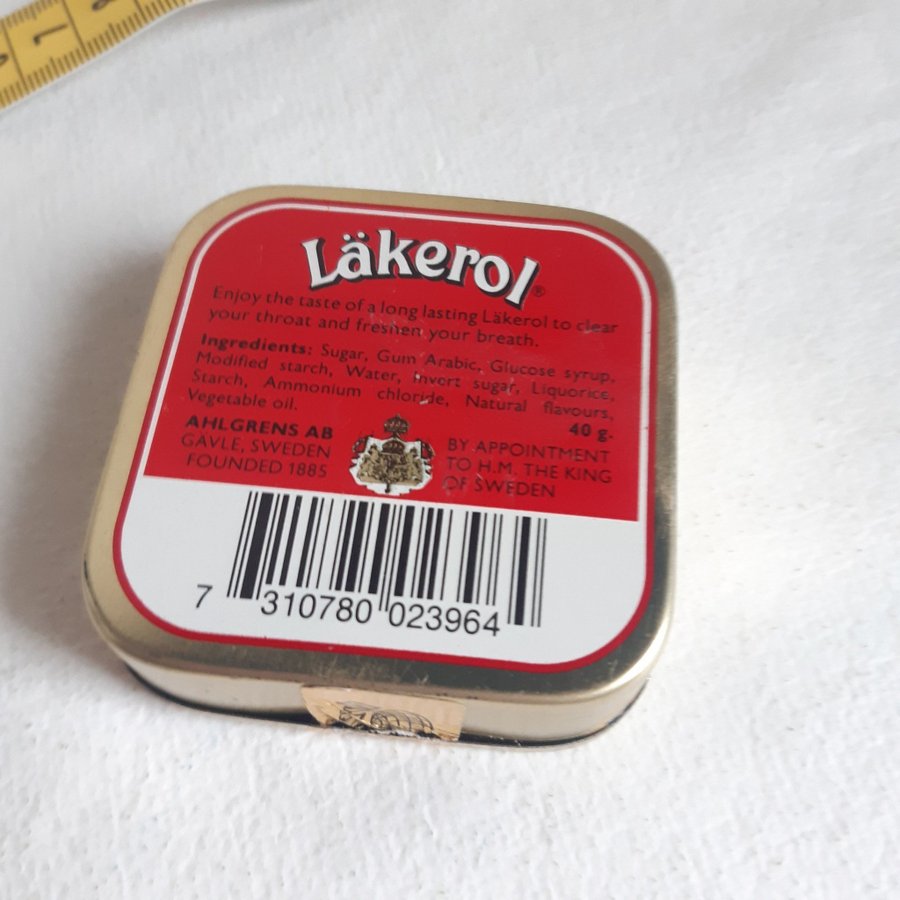 Läkerol®
Enjoy the taste of a long lasting Läkerol to clear
your throat and freshen your breath.
Ingredients: Sugar, Gum Arabic, Glucose syrup,
Modified starch, Water, Invert sugar, Liquorice,
Starch, Ammonium chloride, Natural flavours,
Vegetable oil.
40 g.
AHLGRENS AB
GÄVLE, SWEDEN
FOUNDED 1885
BY APPOINTMENT
TO H.M. THE KING
OF SWEDEN
7 310780 023964